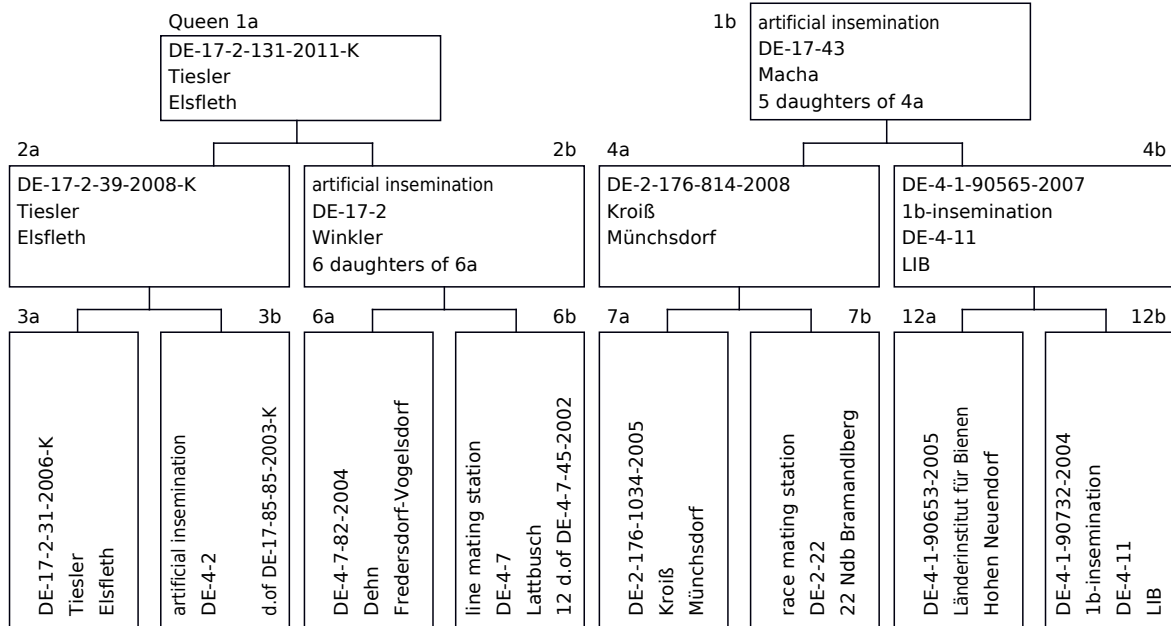 Queen 1a
DE-17-2-131-2011-K
Tiesler
Elsfleth
1b
artificial insemination
DE-17-43
Macha
5 daughters of 4a
2a
DE-17-2-39-2008-K
Tiesler
Elsfleth
2b
artificial insemination
DE-17-2
Winkler
6 daughters of 6a
4a
DE-2-176-814-2008
Kroiß
Münchsdorf
4b
DE-4-1-90565-2007
1b-insemination
DE-4-11
LIB
3a
DE-17-2-31-2006-K
Tiesler
Elsfleth
3b
artificial insemination
DE-4-2
d.of DE-17-85-85-2003-K
6a
DE-4-7-82-2004
Dehn
Fredersdorf-Vogelsdorf
6b
line mating station
DE-4-7
Lattbusch
12 d.of DE-4-7-45-2002
7a
DE-2-176-1034-2005
Kroiß
Münchsdorf
7b
race mating station
DE-2-22
22 Ndb Bramandlberg
12a
DE-4-1-90653-2005
Länderinstitut für Bienen
Hohen Neuendorf
12b
DE-4-1-90732-2004
1b-insemination
DE-4-11
LIB